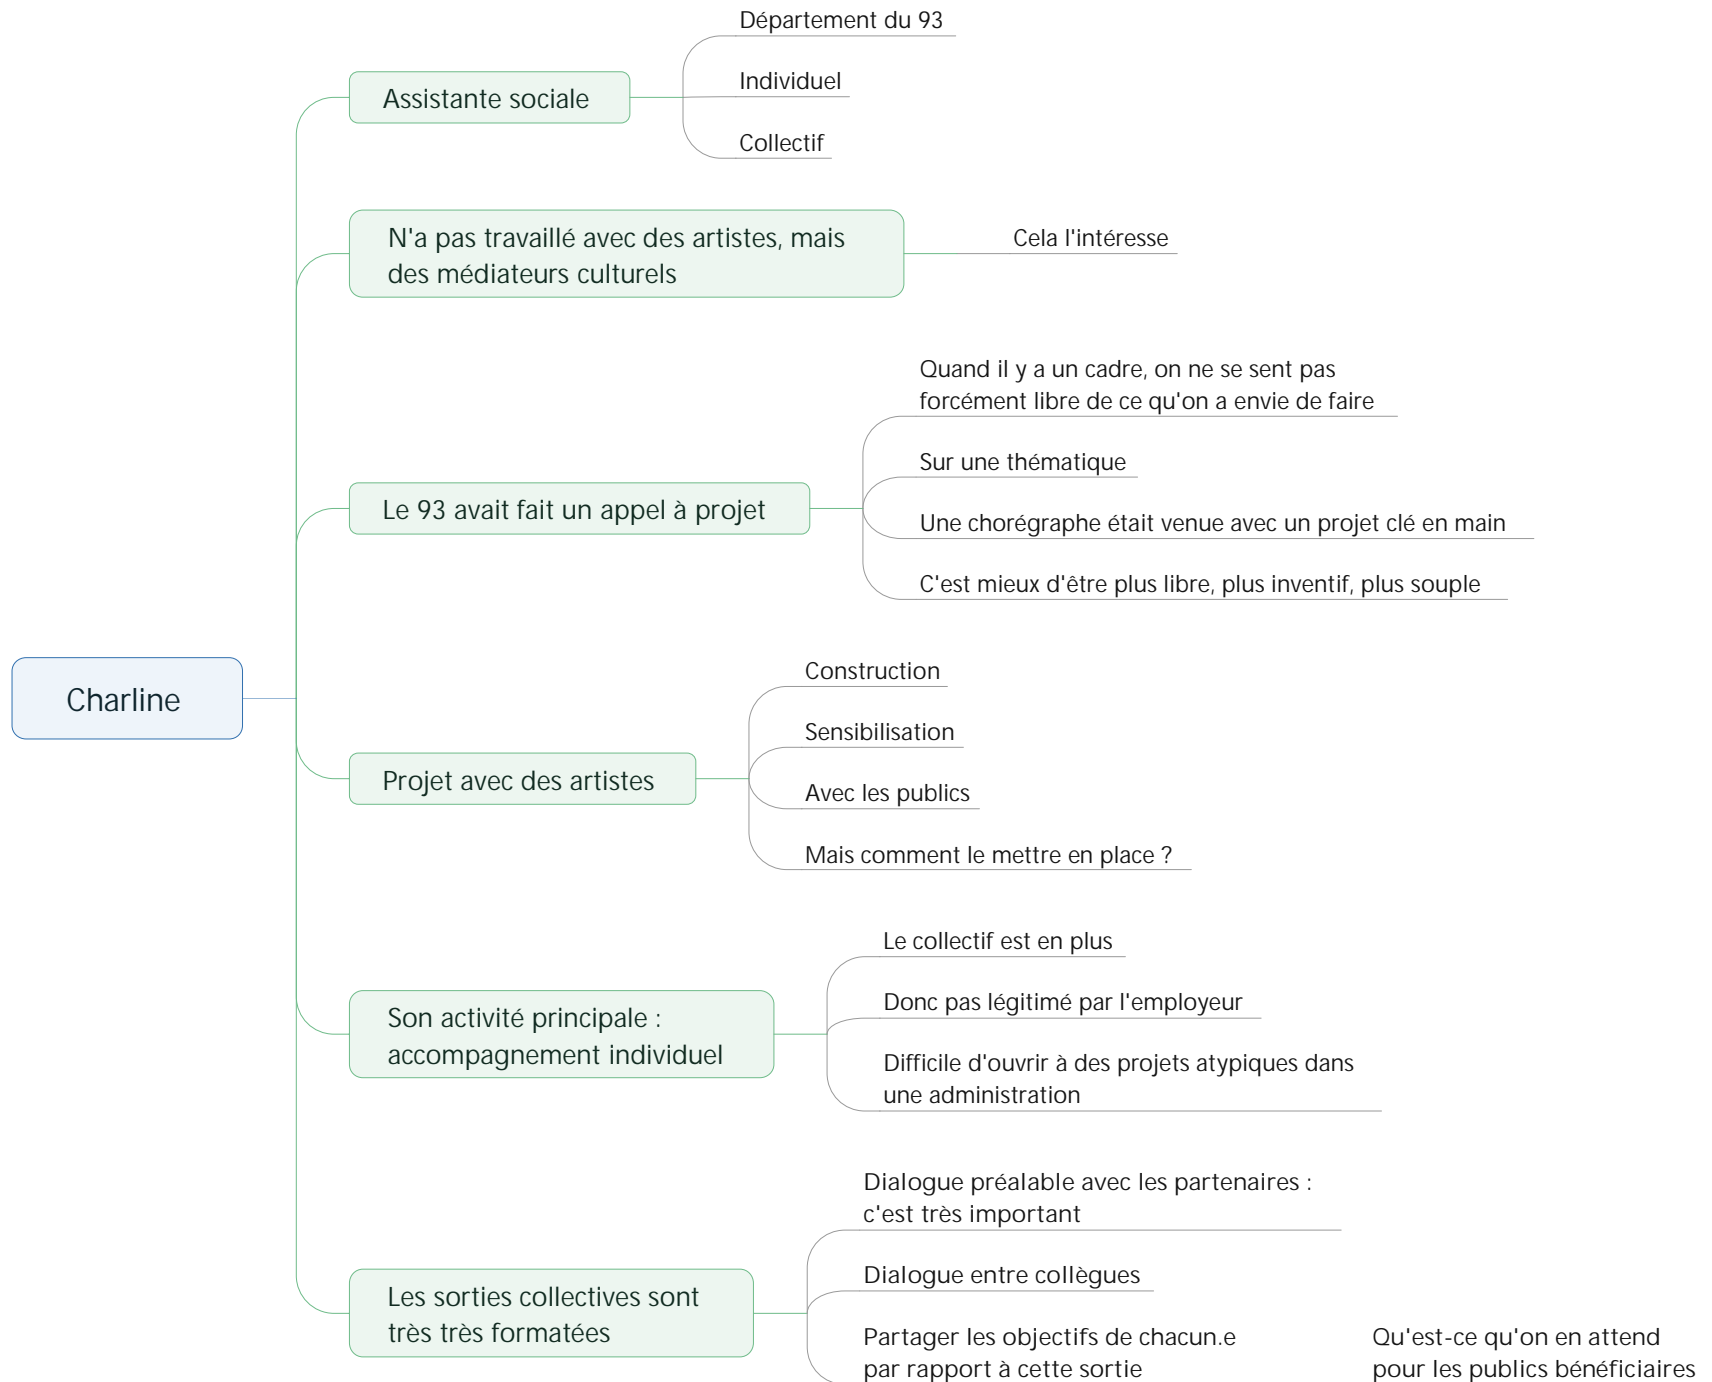 Charline
Assistante sociale
Département du 93
Individuel
Collectif
N'a pas travaillé avec des artistes, mais
des médiateurs culturels
Cela l'intéresse
Le 93 avait fait un appel à projet
Quand il y a un cadre, on ne se sent pas
forcément libre de ce qu'on a envie de faire
Sur une thématique
Une chorégraphe était venue avec un projet clé en main
C'est mieux d'être plus libre, plus inventif, plus souple
Projet avec des artistes
Construction
Sensibilisation
Avec les publics
Mais comment le mettre en place ?
Son activité principale :
accompagnement individuel
Le collectif est en plus
Donc pas légitimé par l'employeur
Difficile d'ouvrir à des projets atypiques dans
une administration
Les sorties collectives sont
très très formatées
Dialogue préalable avec les partenaires :
c'est très important
Dialogue entre collègues
Partager les objectifs de chacun.e
par rapport à cette sortie
Qu'est-ce qu'on en attend
pour les publics bénéficiaires